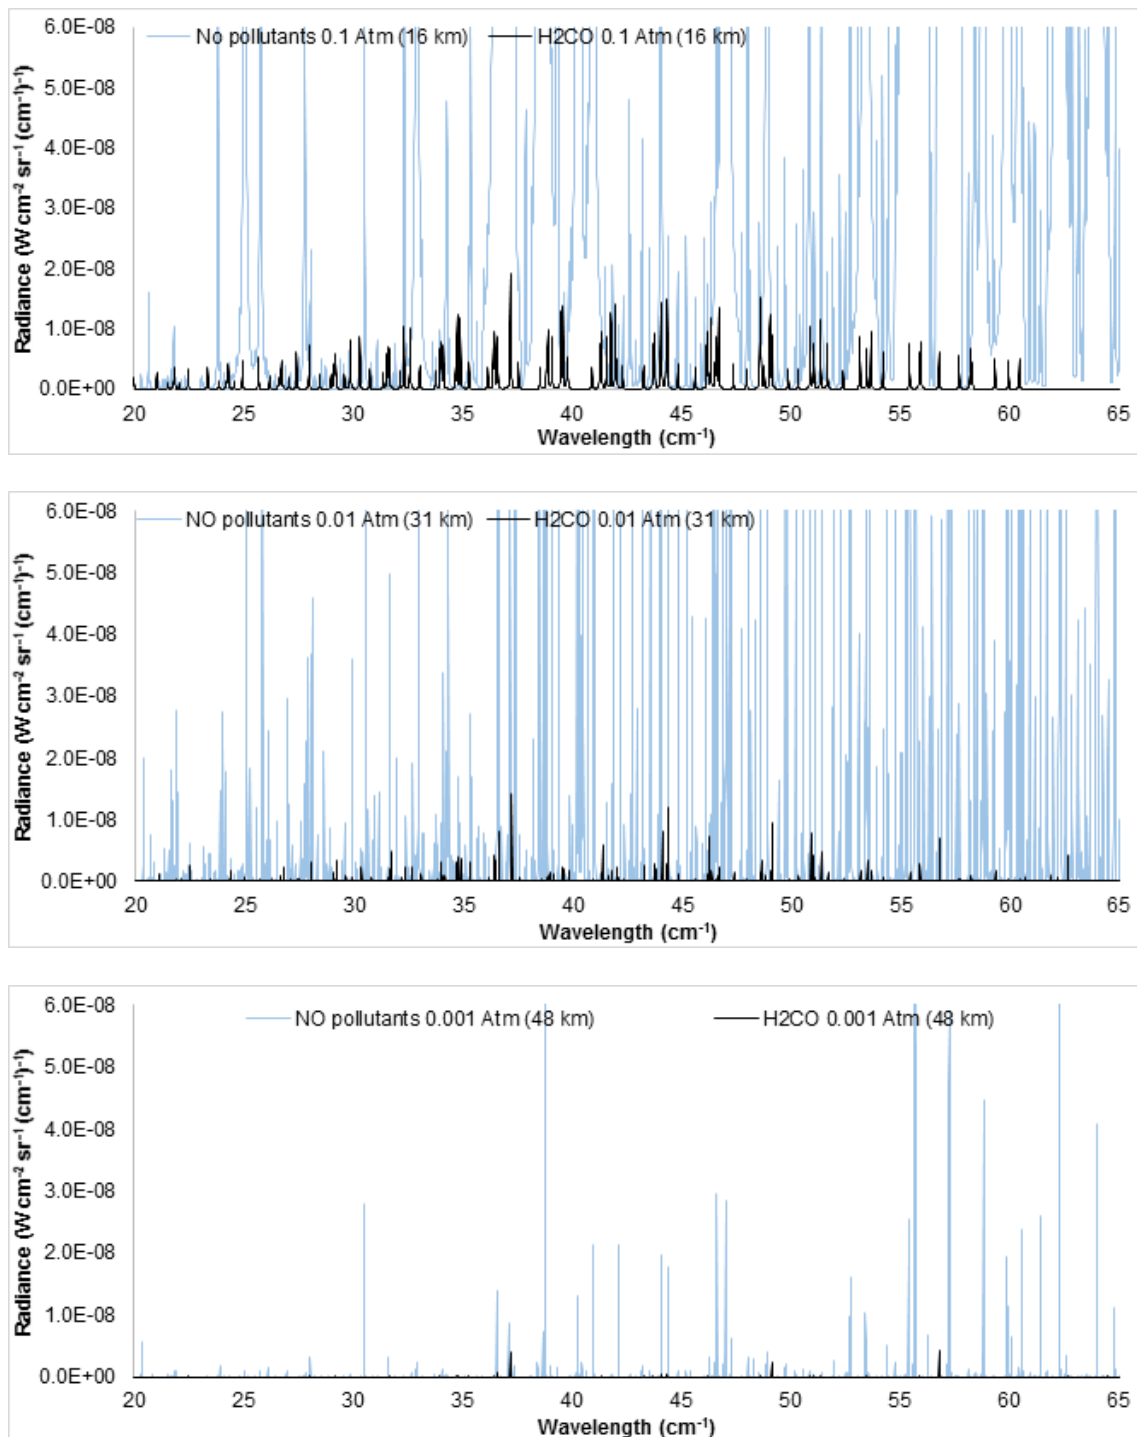 6.0E-08
No pollutants 0.1 Atm (16 km) H2CO 0.1 Atm (16 km)
5.0E-08
4.0E-08
3.0E-08
2.0E-08
1.0E-08
0.0E+00
Radiance (W cm⁻² sr⁻¹ (cm⁻¹)⁻¹)
20 25 30 35 40 45 50 55 60 65
Wavelength (cm⁻¹)
6.0E-08
NO pollutants 0.01 Atm (31 km) H2CO 0.01 Atm (31 km)
5.0E-08
4.0E-08
3.0E-08
2.0E-08
1.0E-08
0.0E+00
Radiance (W cm⁻² sr⁻¹ (cm⁻¹)⁻¹)
20 25 30 35 40 45 50 55 60 65
Wavelength (cm⁻¹)
6.0E-08
NO pollutants 0.001 Atm (48 km) H2CO 0.001 Atm (48 km)
5.0E-08
4.0E-08
3.0E-08
2.0E-08
1.0E-08
0.0E+00
Radiance (W cm⁻² sr⁻¹ (cm⁻¹)⁻¹)
20 25 30 35 40 45 50 55 60 65
Wavelength (cm⁻¹)